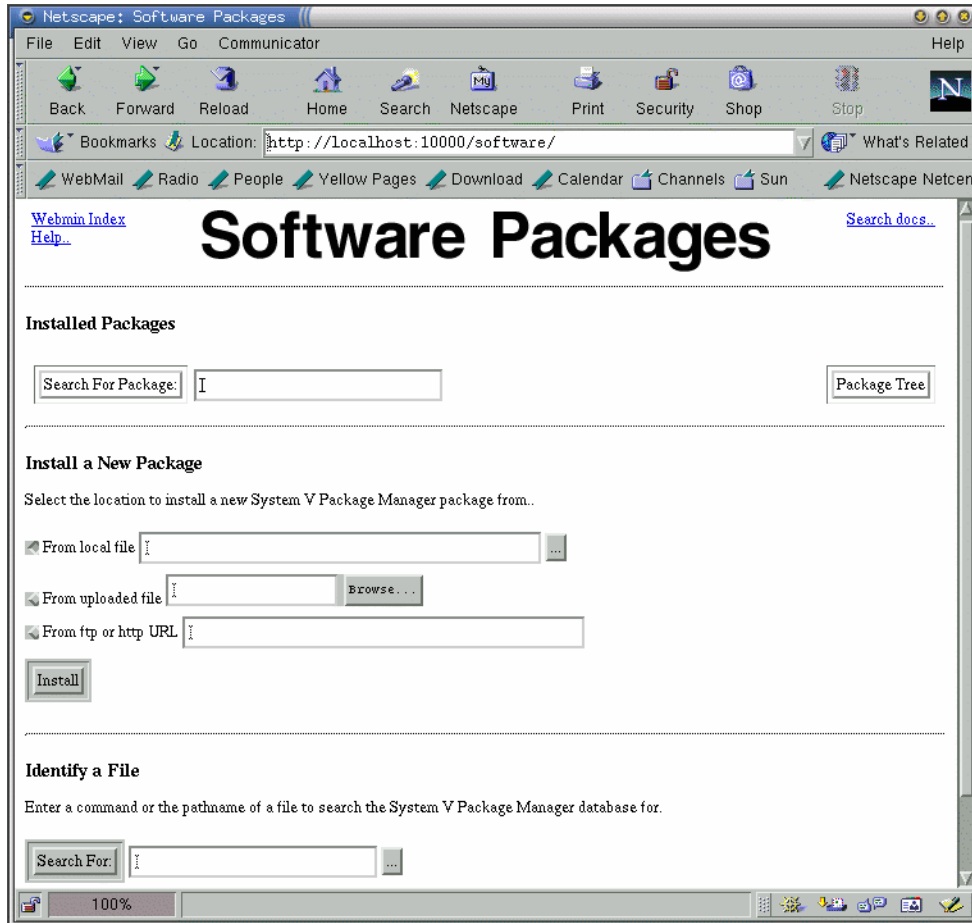 Netscape: Software Packages
File Edit View Go Communicator Help
My N
Back Forward Reload Home Search Netscape Print Security Shop Stop
Bookmarks Location: http://localhost:10000/software/ What's Related
WebMail Radio People Yellow Pages Download Calendar Channels Sun Netscape Netcen
Webmin Index Software Packages Search docs..
Help..
Installed Packages
Search For Package: Package Tree
Install a New Package
Select the location to install a new System V Package Manager package from..
From local file ...
From uploaded file Browse...
From ftp or http URL
Install
Identify a File
Enter a command or the pathname of a file to search the System V Package Manager database for.
Search For: ...
100%